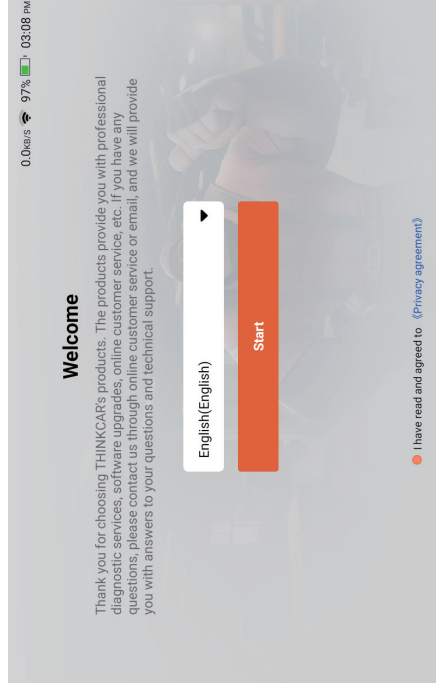 0.0KB/S 97% 03:08 PM
Welcome
Thank you for choosing THINKCAR's products. The products provide you with professional
diagnostic services, software upgrades, online customer service, etc. If you have any
questions, please contact us through online customer service or email, and we will provide
you with answers to your questions and technical support.
English(English)
Start
I have read and agreed to 《Privacy agreement》